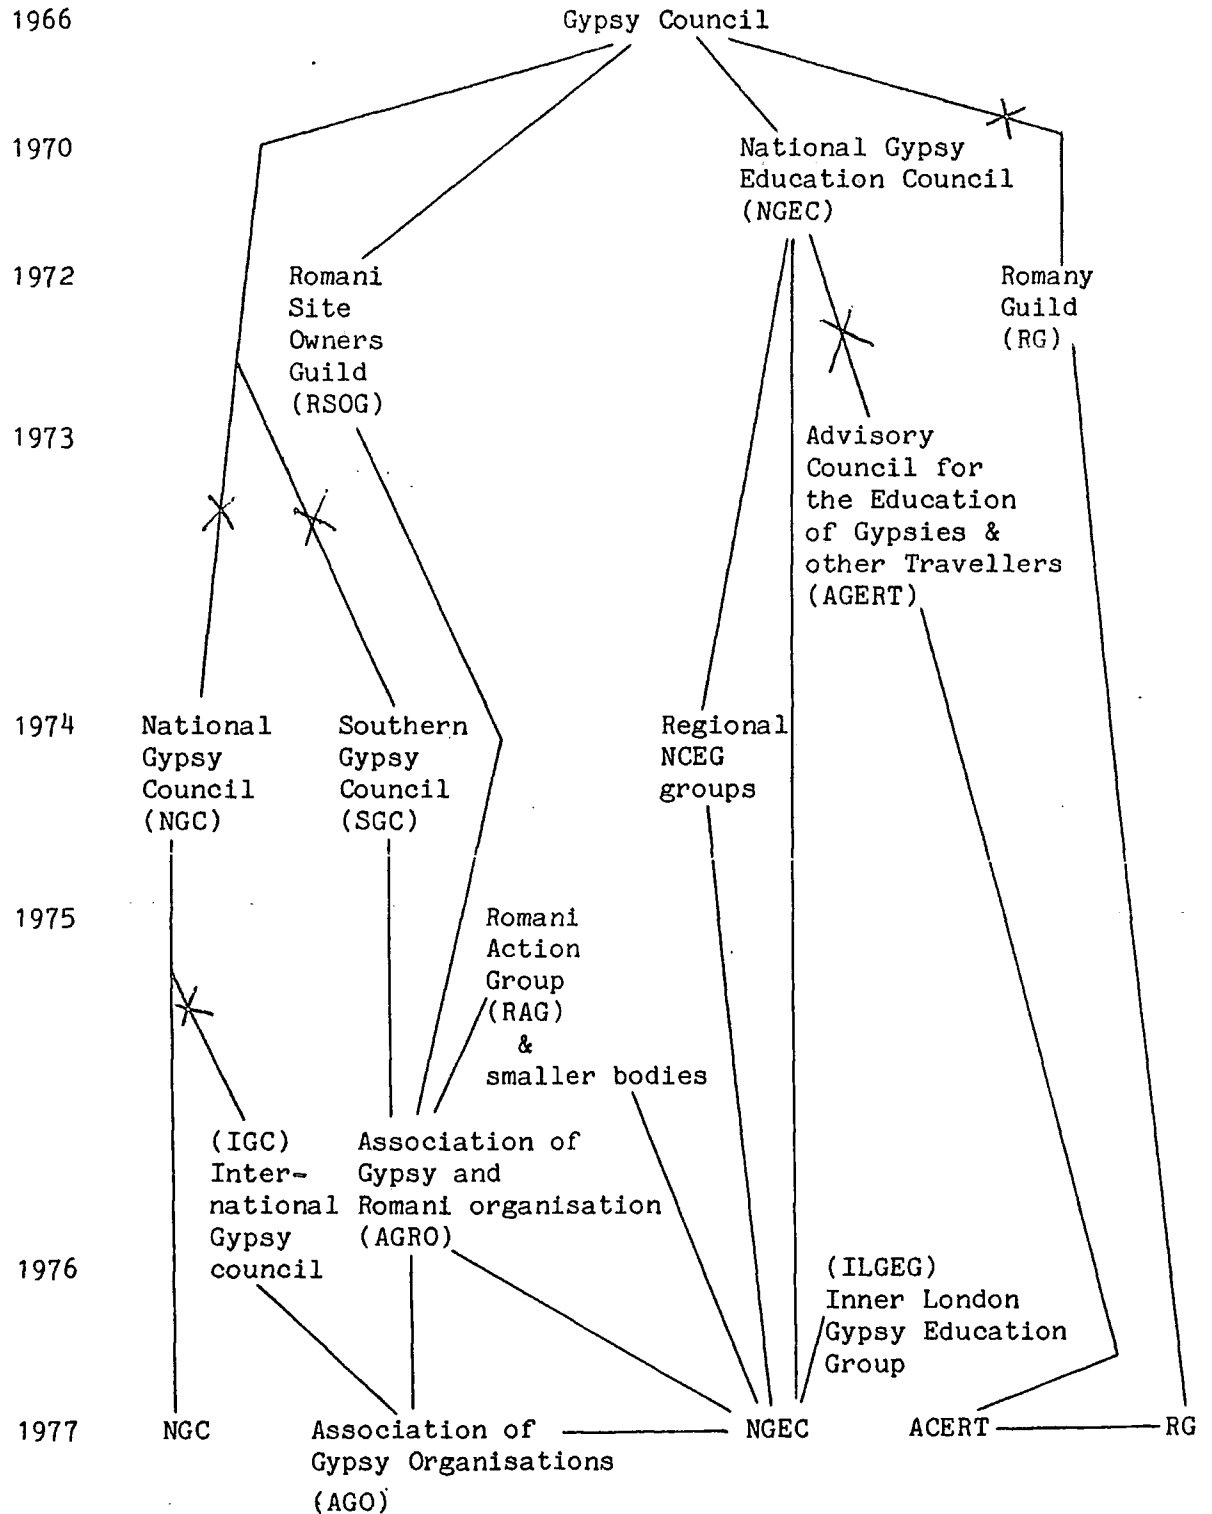 1966
Gypsy Council
1970
National Gypsy
Education Council
(NGEC)
1972
Romani
Site
Owners
Guild
(RSOG)
Romany
Guild
(RG)
1973
Advisory
Council for
the Education
of Gypsies &
other Travellers
(AGERT)
1974
National
Gypsy
Council
(NGC)
Southern
Gypsy
Council
(SGC)
Regional
NCEG
groups
1975
Romani
Action
Group
(RAG)
&
smaller bodies
(IGC)
Inter-
national
Gypsy
council
Association of
Gypsy and
Romani organisation
(AGRO)
1976
(ILGEG)
Inner London
Gypsy Education
Group
1977
NGC
Association of
Gypsy Organisations
(AGO)
NGEC
ACERT
RG